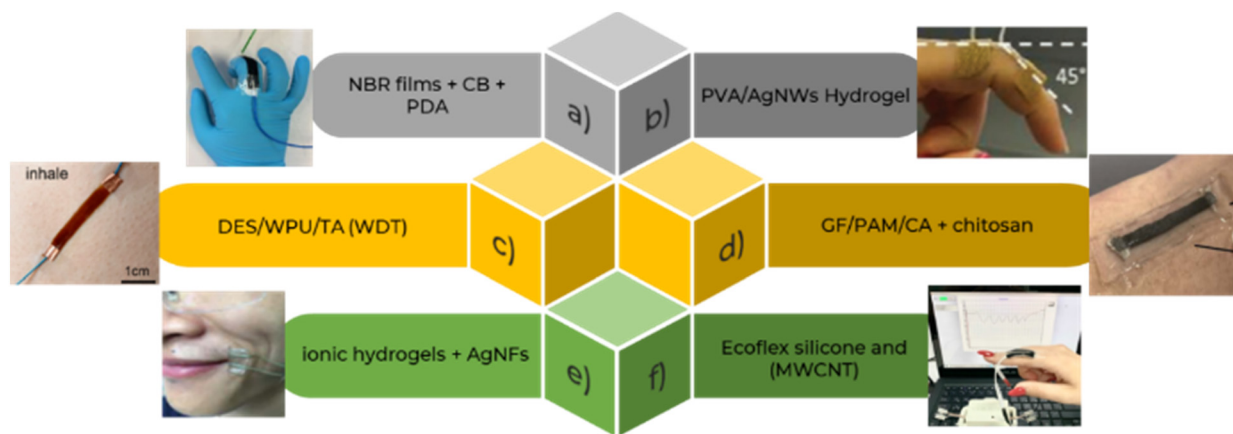 NBR films + CB +
PDA
a)
b)
PVA/AgNWs Hydrogel
45°
inhale
1cm
DES/WPU/TA (WDT)
c)
d)
GF/PAM/CA + chitosan
ionic hydrogels + AgNFs
e)
f)
Ecoflex silicone and
(MWCNT)